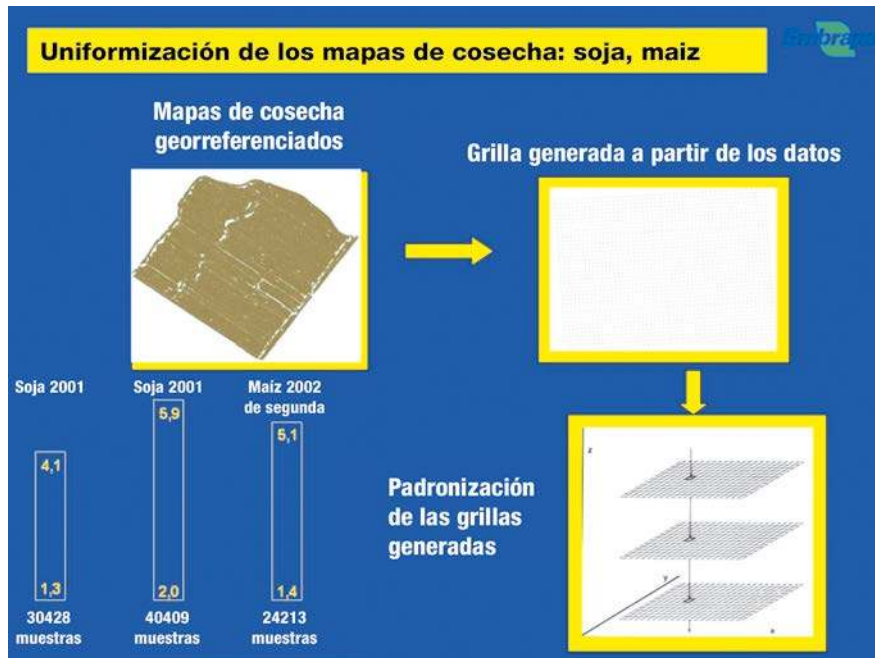 Uniformización de los mapas de cosecha: soja, maiz
Embrapa
Mapas de cosecha
georreferenciados
Grilla generada a partir de los datos
Soja 2001
4,1
1,3
30428
muestras
Soja 2001
5,9
2,0
40409
muestras
Maíz 2002
de segunda
5,1
1,4
24213
muestras
Padronización
de las grillas
generadas
z
y
x